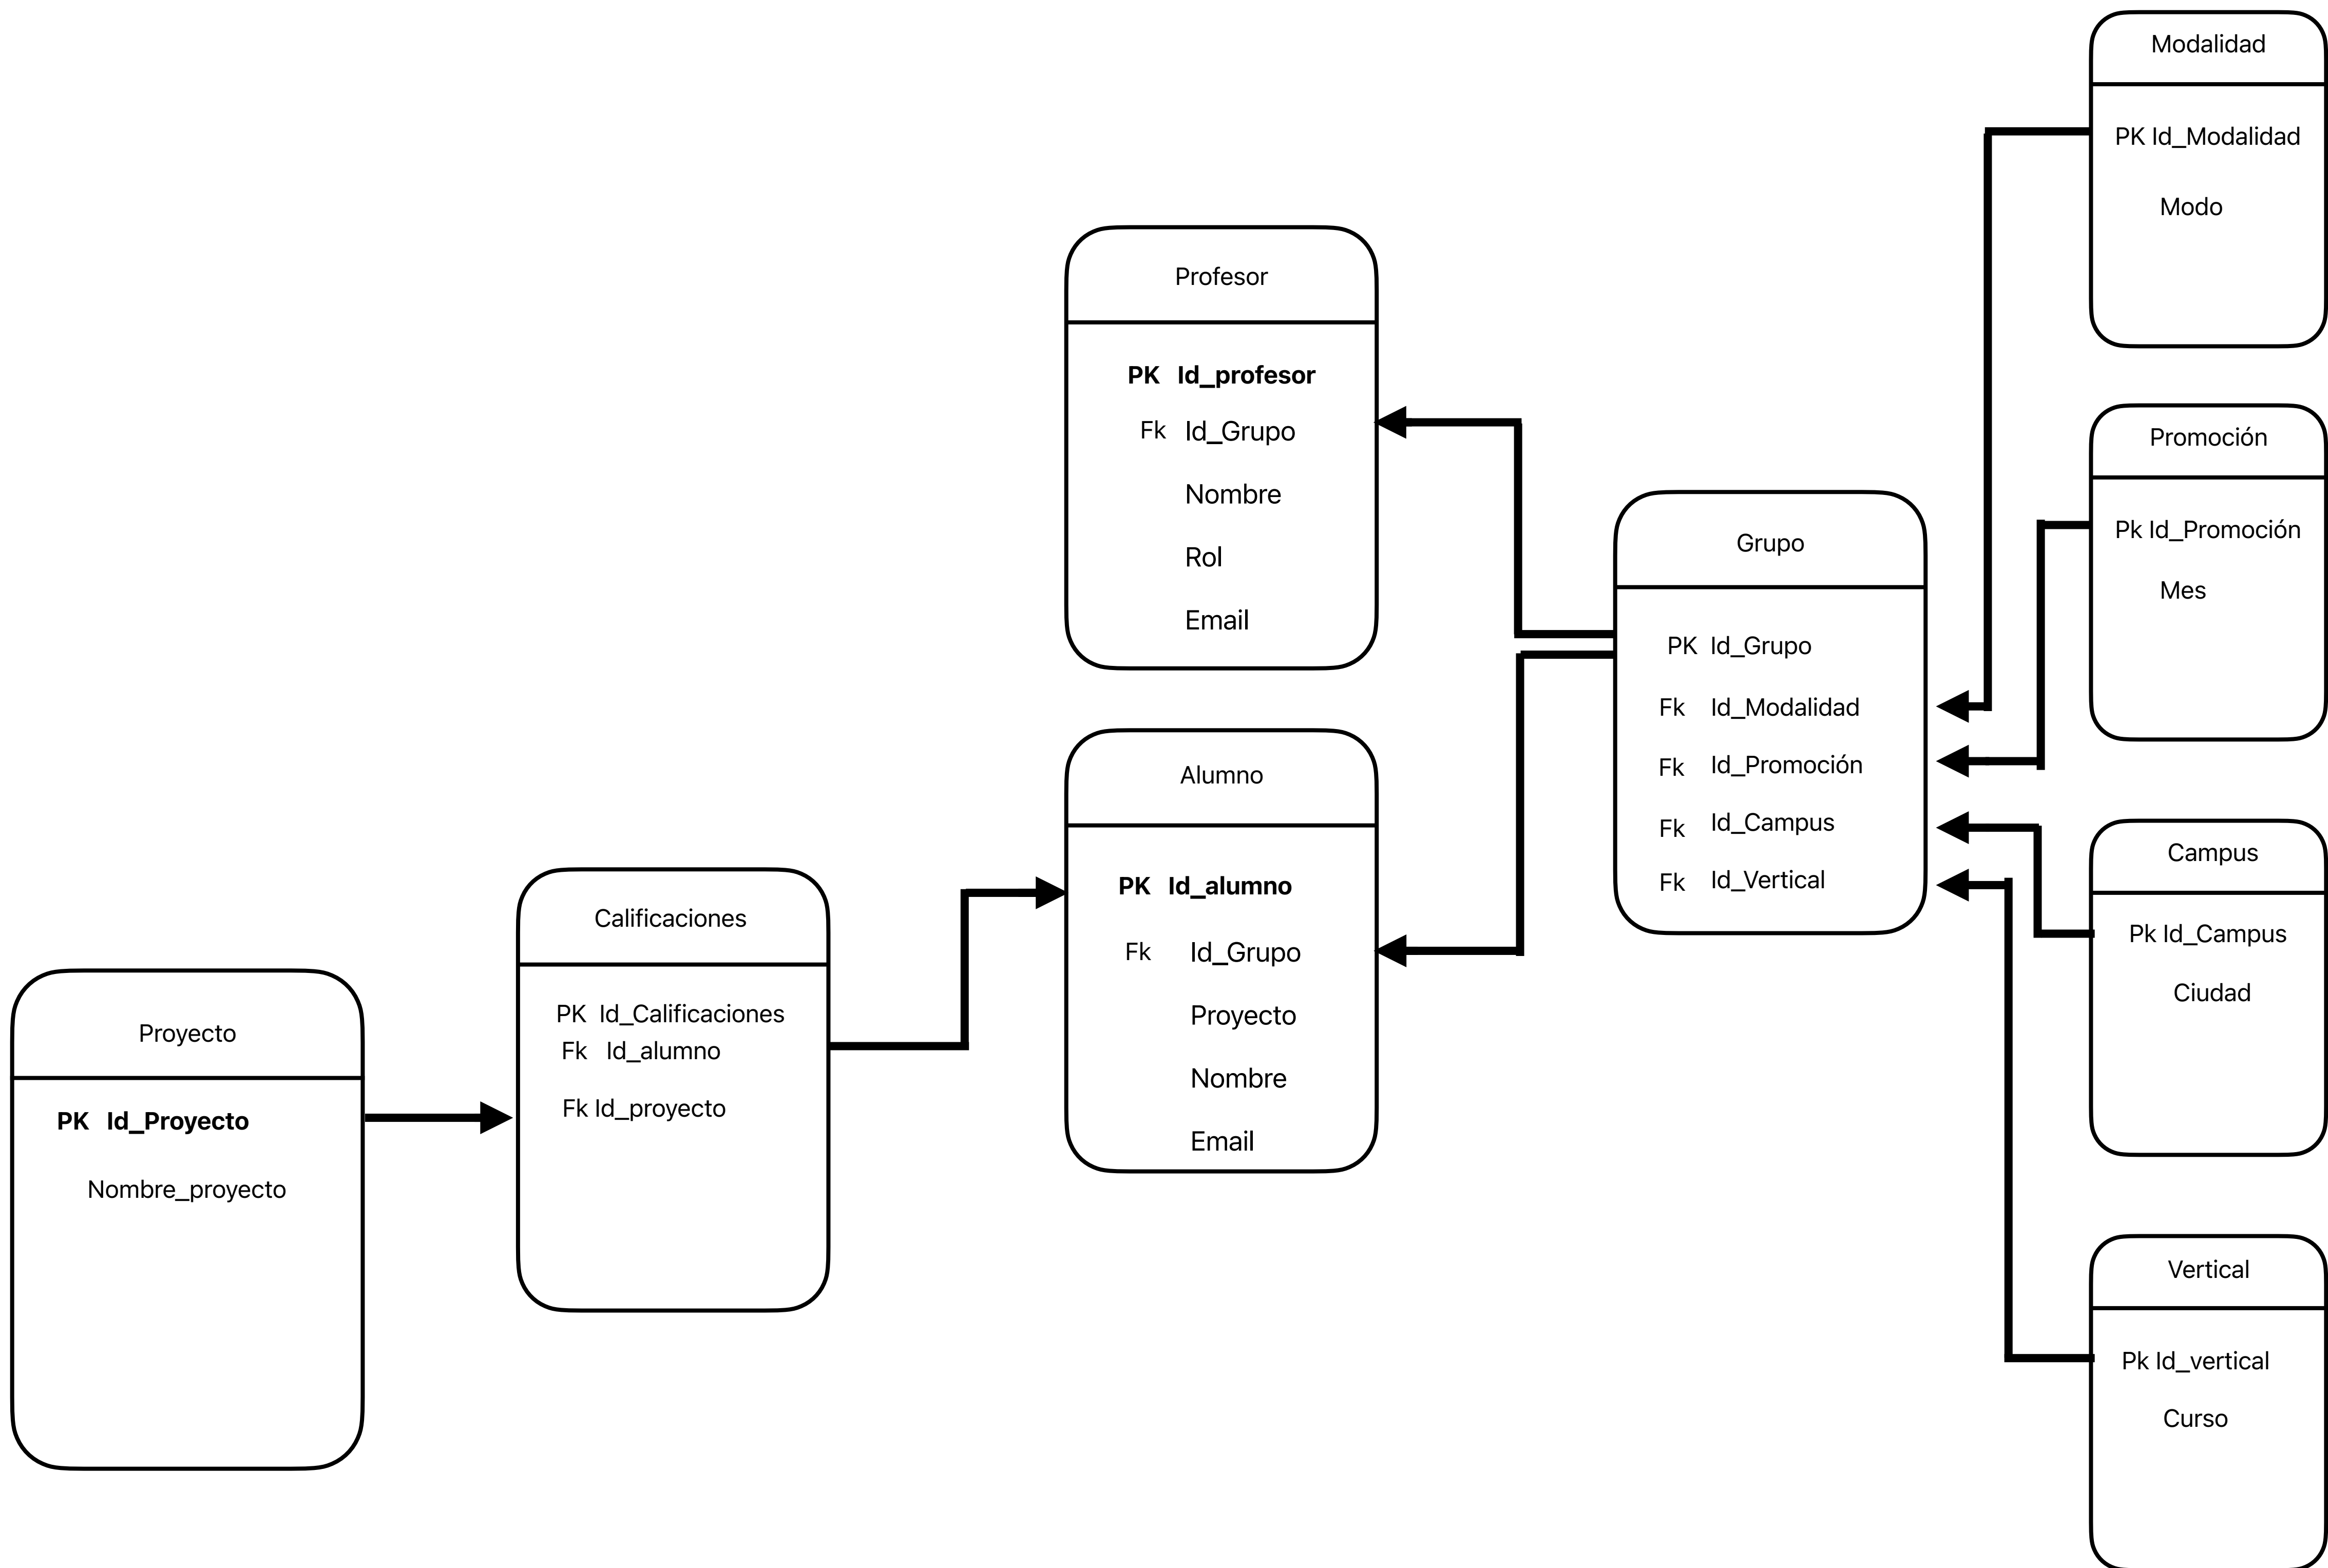 Modalidad
PK Id_Modalidad
Modo
Profesor
PK Id_profesor
Fk Id_Grupo
Nombre
Rol
Email
Promoción
Pk Id_Promoción
Mes
Grupo
PK Id_Grupo
Fk Id_Modalidad
Fk Id_Promoción
Fk Id_Campus
Fk Id_Vertical
Alumno
PK Id_alumno
Fk Id_Grupo
Proyecto
Nombre
Email
Campus
Pk Id_Campus
Ciudad
Calificaciones
PK Id_Calificaciones
Fk Id_alumno
Fk Id_proyecto
Proyecto
PK Id_Proyecto
Nombre_proyecto
Vertical
Pk Id_vertical
Curso